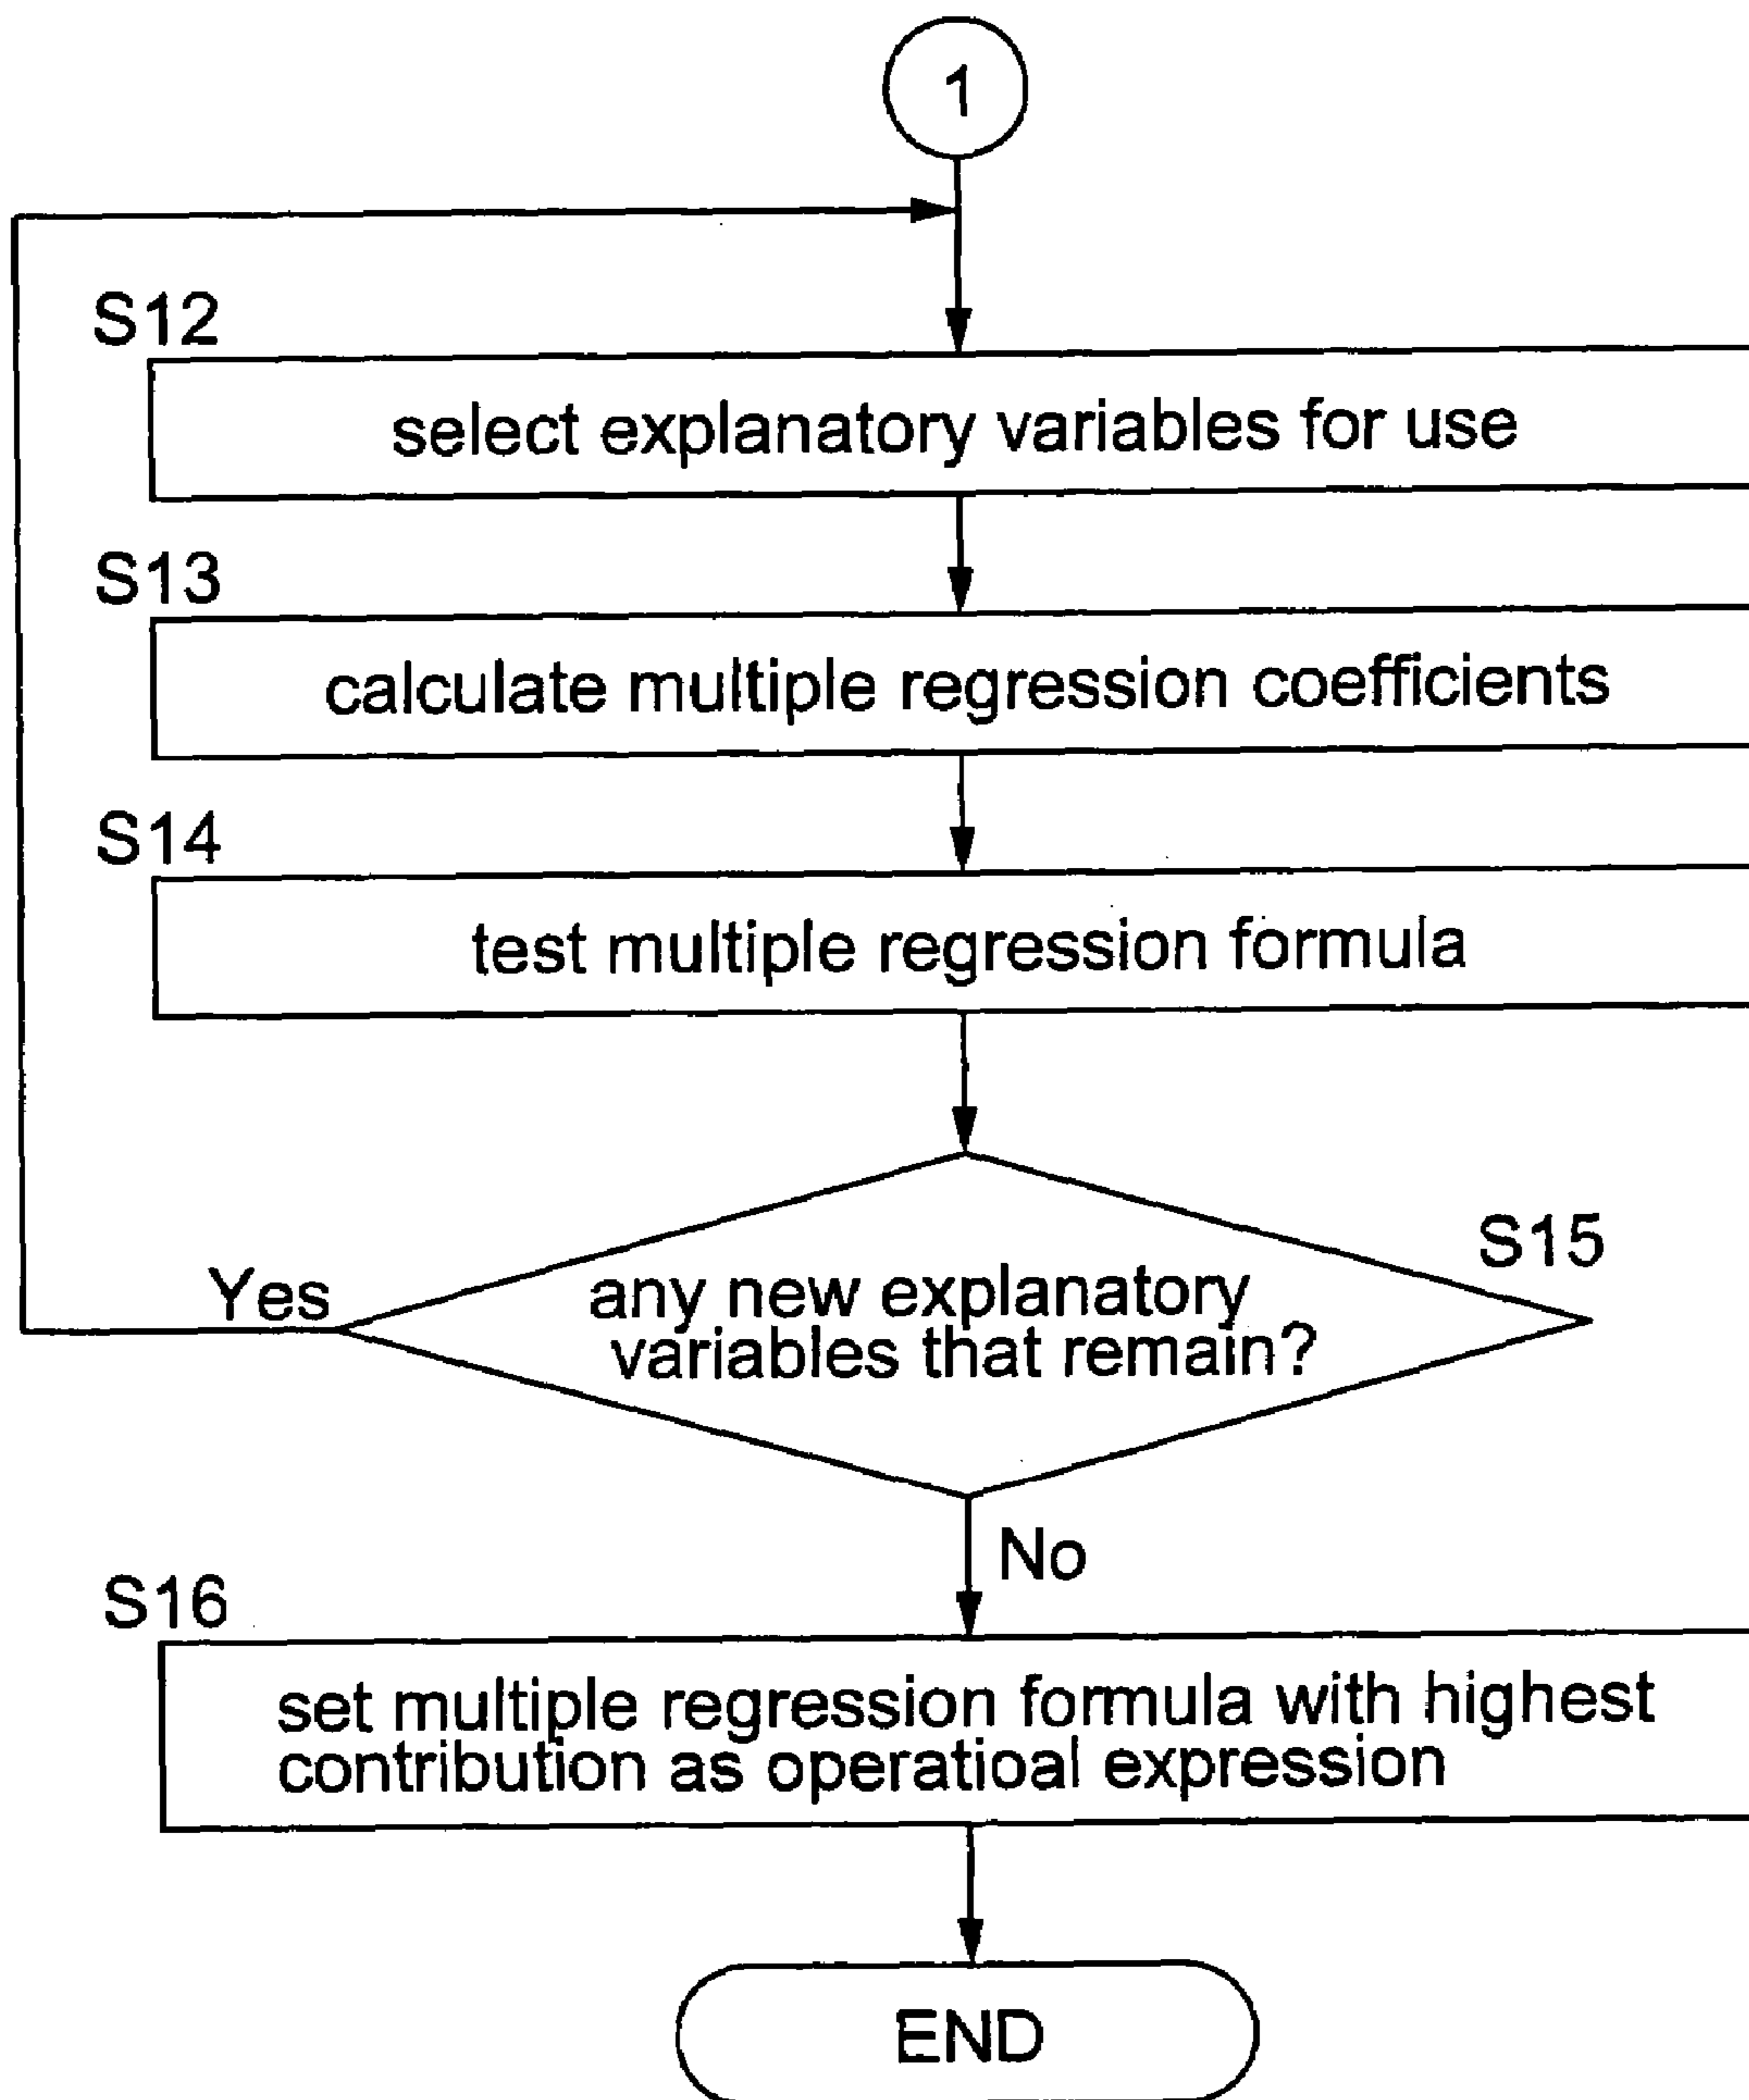 1
S12
select explanatory variables for use
S13
calculate multiple regression coefficients
S14
test multiple regression formula
S15
any new explanatory
variables that remain?
Yes
No
S16
set multiple regression formula with highest
contribution as operatioal expression
END